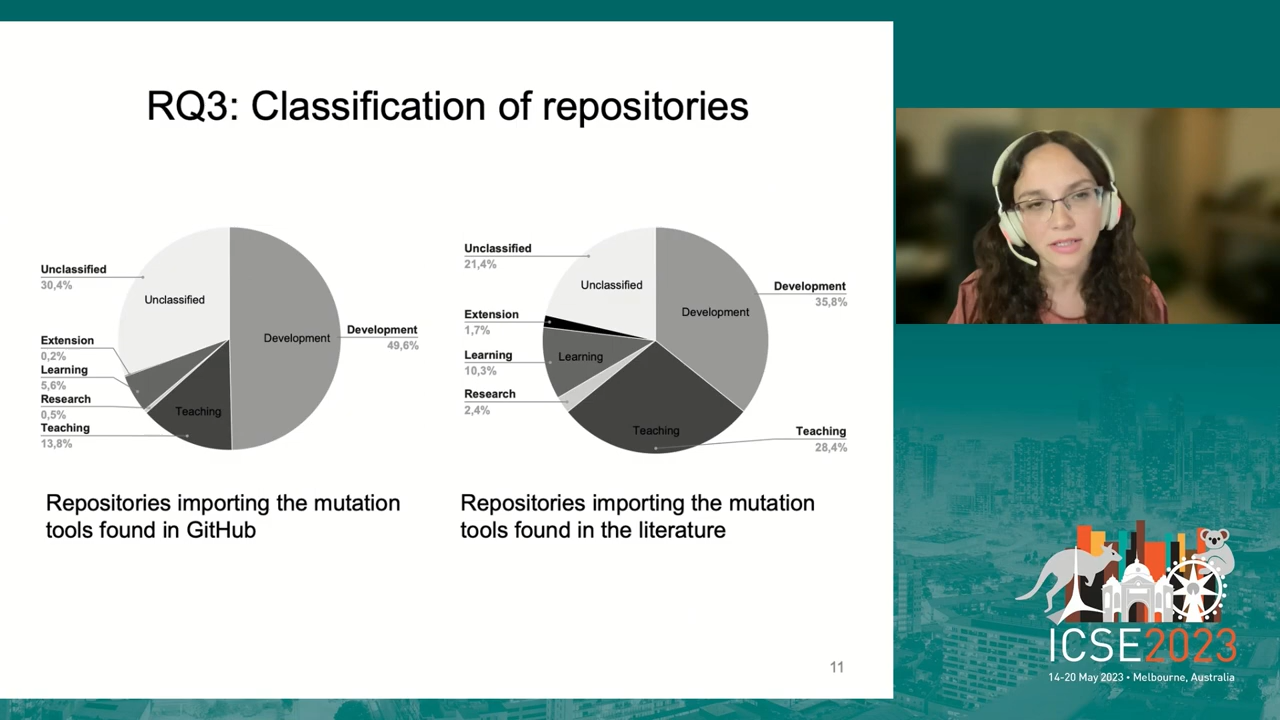 RQ3: Classification of repositories
Unclassified
30,4%
Unclassified
Extension
0,2%
Learning
5,6%
Research
0,5%
Teaching
13,8%
Teaching
Development
Development
49,6%
Repositories importing the mutation
tools found in GitHub
Unclassified
21,4%
Unclassified
Extension
1,7%
Learning
10,3%
Learning
Research
2,4%
Teaching
Development
Development
35,8%
Teaching
28,4%
Repositories importing the mutation
tools found in the literature
11
ICSE2023
14-20 May 2023 • Melbourne, Australia